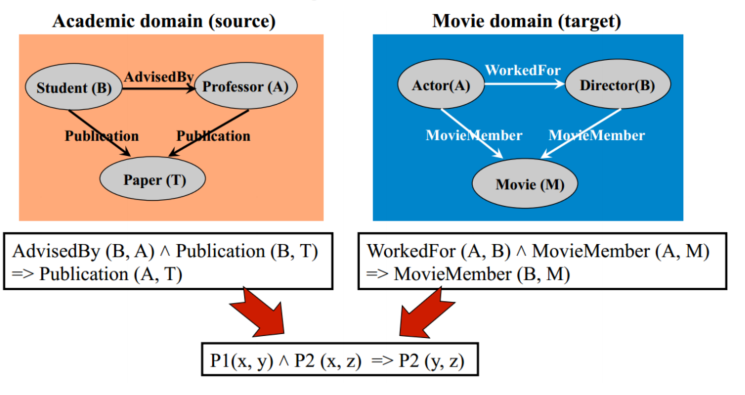 Academic domain (source)
Movie domain (target)
Student (B)
AdvisedBy
Professor (A)
Publication
Publication
Paper (T)
Actor(A)
WorkedFor
Director(B)
MovieMember
MovieMember
Movie (M)
AdvisedBy (B, A) ∧ Publication (B, T)
=> Publication (A, T)
WorkedFor (A, B) ∧ MovieMember (A, M)
=> MovieMember (B, M)
P1(x, y) ∧ P2 (x, z) => P2 (y, z)